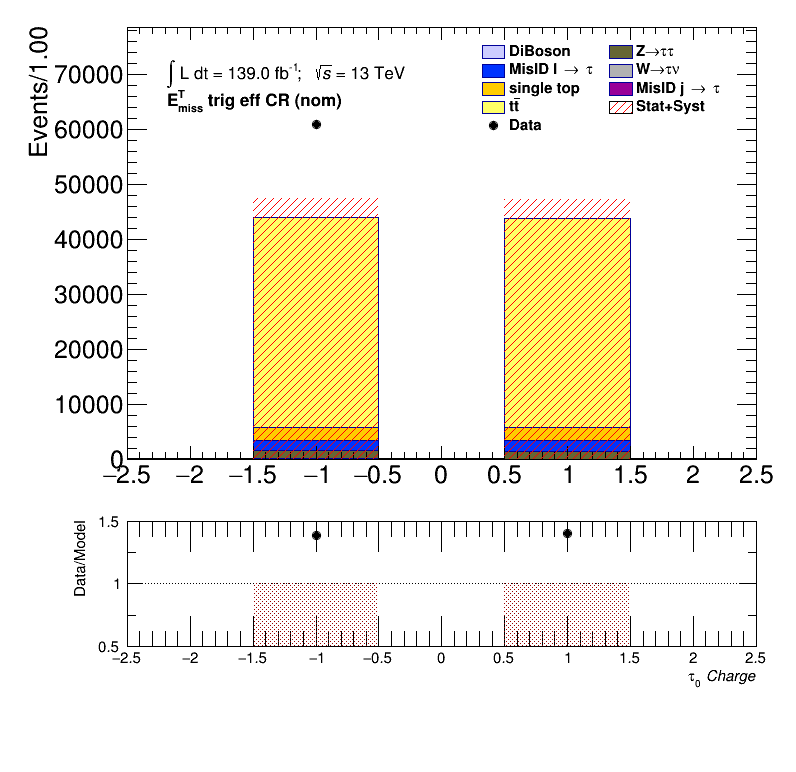 Events/1.00
70000
60000
50000
40000
30000
20000
10000
0
∫ L dt = 139.0 fb⁻¹; √s = 13 TeV
E^T_miss trig eff CR (nom)
DiBoson
Z→ττ
MisID l → τ
W→τν
single top
MisID j → τ
tt̄
Stat+Syst
Data
−2.5 −2 −1.5 −1 −0.5 0 0.5 1 1.5 2 2.5
Data/Model
1.5
1
0.5
−2.5 −2 −1.5 −1 −0.5 0 0.5 1 1.5 2 2.5
τ₀ Charge